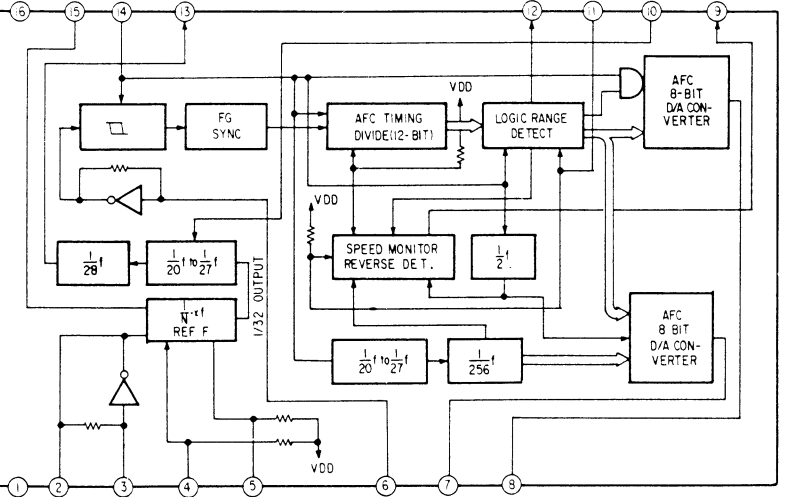 16 15 14 13 12 11 10 9
VDD
FG
SYNC
AFC TIMING
DIVIDE(12-BIT)
LOGIC RANGE
DETECT
AFC
8-BIT
D/A CON-
VERTER
VDD
1/28 f
1/20 f to 1/27 f
SPEED MONITOR
REVERSE DET.
1/2 f.
1/32 OUTPUT
1/N·xf
REF F
AFC
8 BIT
D/A CON-
VERTER
1/20 f to 1/27 f
1/256 f
VDD
1 2 3 4 5 6 7 8